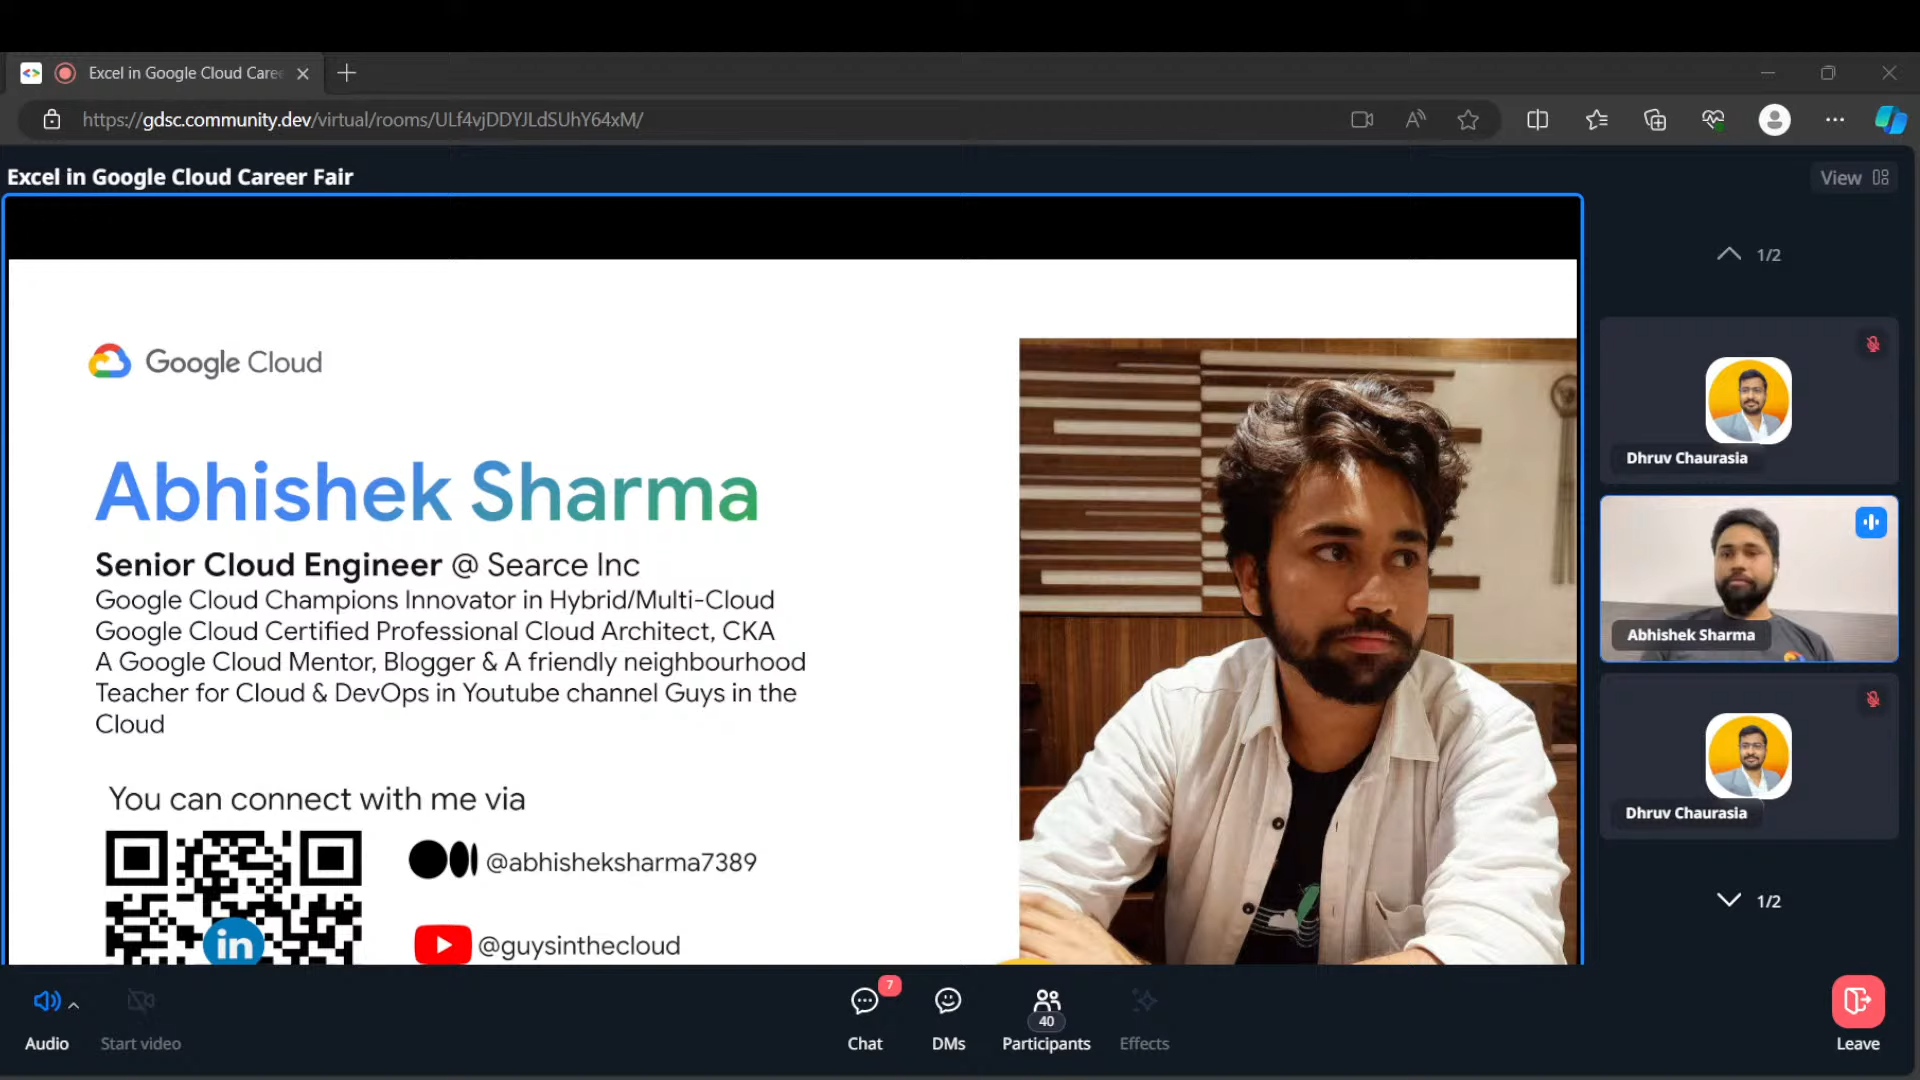 Excel in Google Cloud Caree
https://gdsc.community.dev/virtual/rooms/ULf4vjDDYJLdSUhY64xM/
Excel in Google Cloud Career Fair
View
1/2
Google Cloud
Abhishek Sharma
Senior Cloud Engineer @ Searce Inc
Google Cloud Champions Innovator in Hybrid/Multi-Cloud
Google Cloud Certified Professional Cloud Architect, CKA
A Google Cloud Mentor, Blogger & A friendly neighbourhood
Teacher for Cloud & DevOps in Youtube channel Guys in the
Cloud
You can connect with me via
@abhisheksharma7389
in
@guysinthecloud
Dhruv Chaurasia
Abhishek Sharma
Dhruv Chaurasia
1/2
Audio
Start video
7
Chat
DMs
40
Participants
Effects
Leave